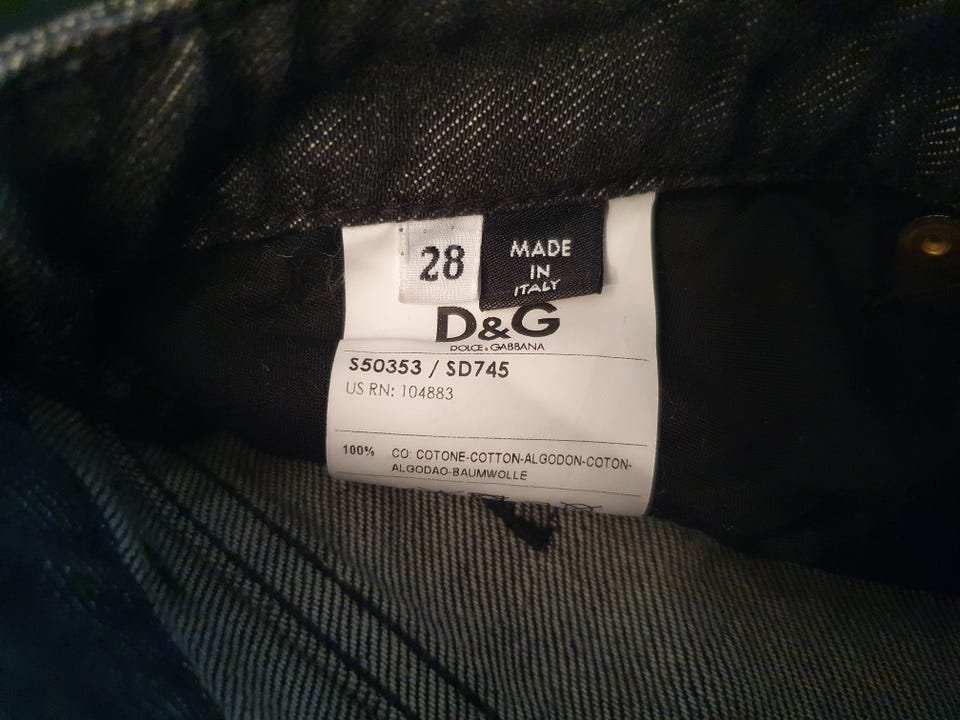 28
MADE
IN
ITALY
D&G
DOLCE & GABBANA
S50353 / SD745
US RN: 104883
100% CO: COTONE-COTTON-ALGODON-COTON-
ALGODAO-BAUMWOLLE